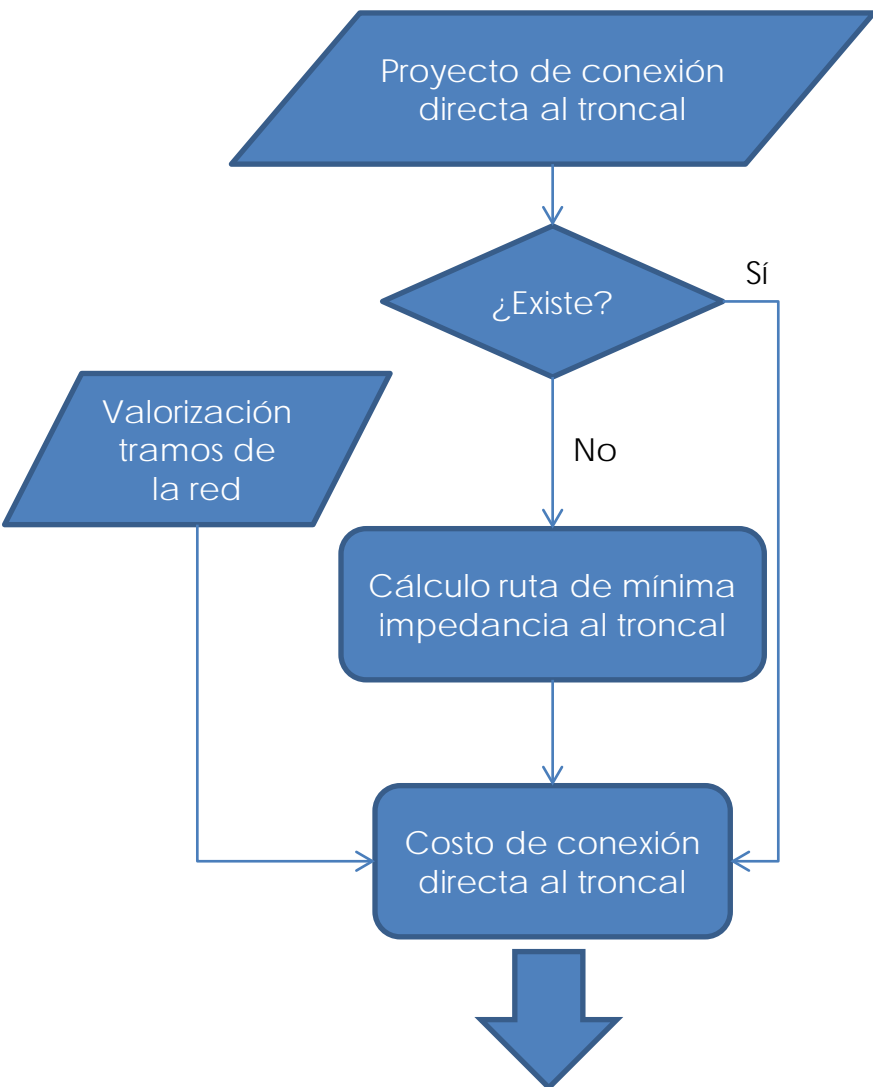 Proyecto de conexión
directa al troncal
¿Existe?
Sí
Valorización
tramos de
la red
No
Cálculo ruta de mínima
impedancia al troncal
Costo de conexión
directa al troncal